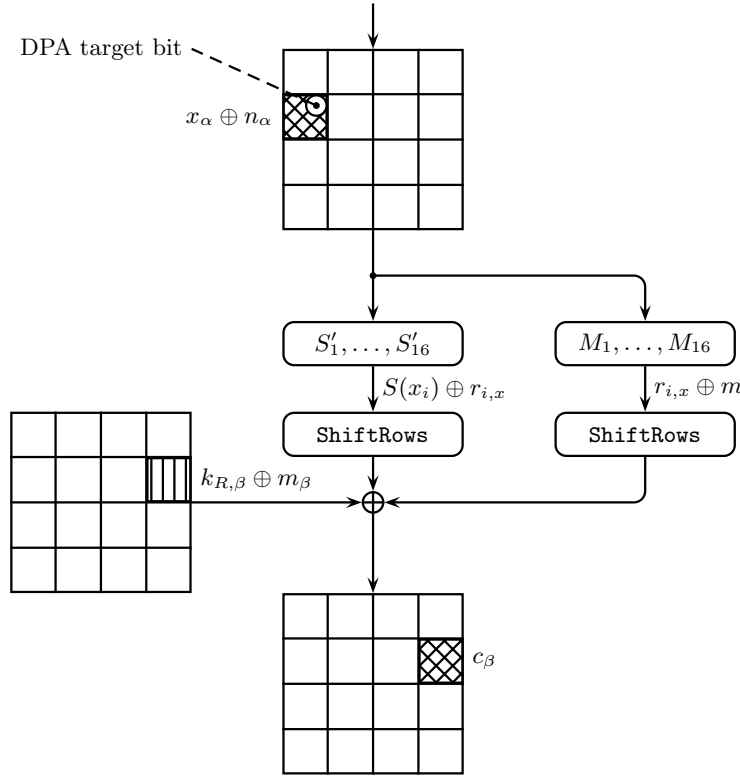 DPA target bit
x_α ⊕ n_α
S′_1, . . . , S′_16
M_1, . . . , M_16
S(x_i) ⊕ r_{i,x}
r_{i,x} ⊕ m
ShiftRows
ShiftRows
k_{R,β} ⊕ m_β
c_β